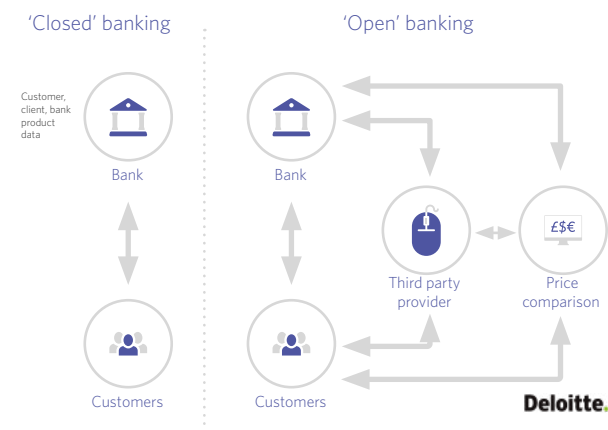 ‘Closed’ banking
‘Open’ banking
Customer,
client, bank
product
data
Bank
Customers
Bank
Third party
provider
£$€
Price
comparison
Customers
Deloitte.